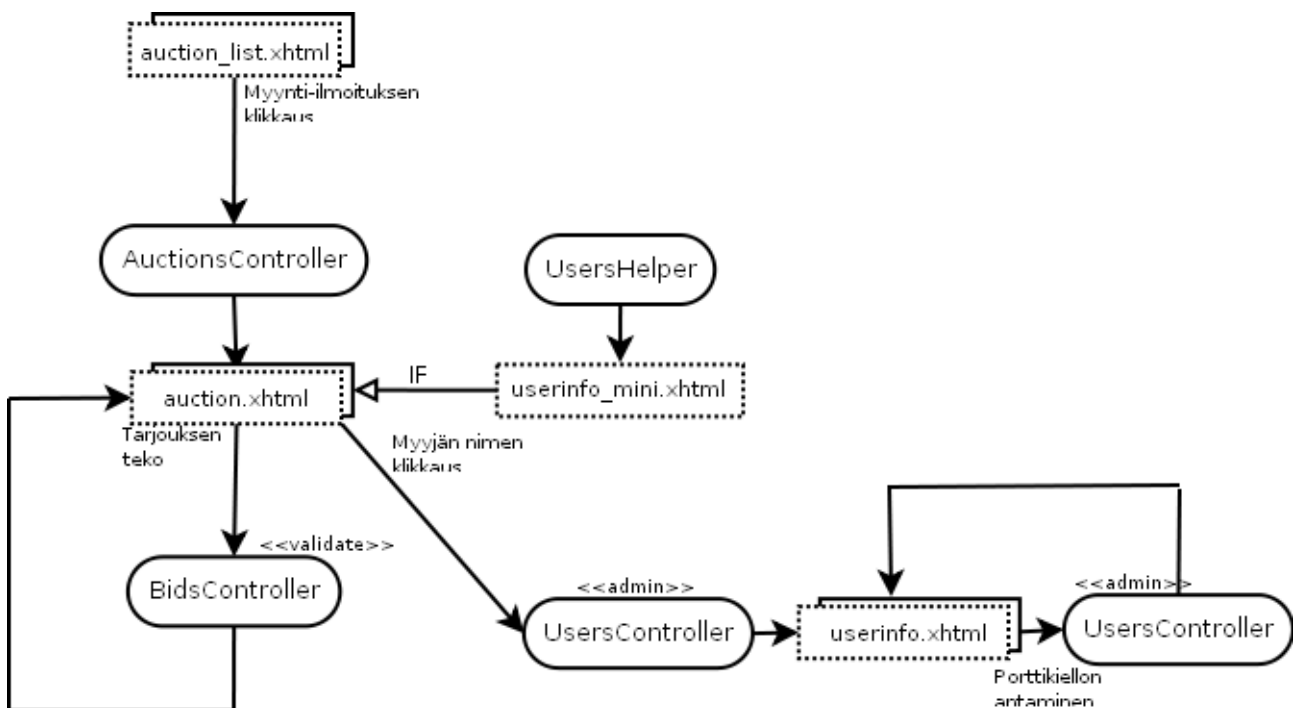 auction_list.xhtml
Myynti-ilmoituksen
klikkaus
AuctionsController
UsersHelper
IF
userinfo_mini.xhtml
auction.xhtml
Tarjouksen
teko
Myyjän nimen
klikkaus
<<validate>>
BidsController
<<admin>>
UsersController
userinfo.xhtml
<<admin>>
UsersController
Porttikiellon
antaminen